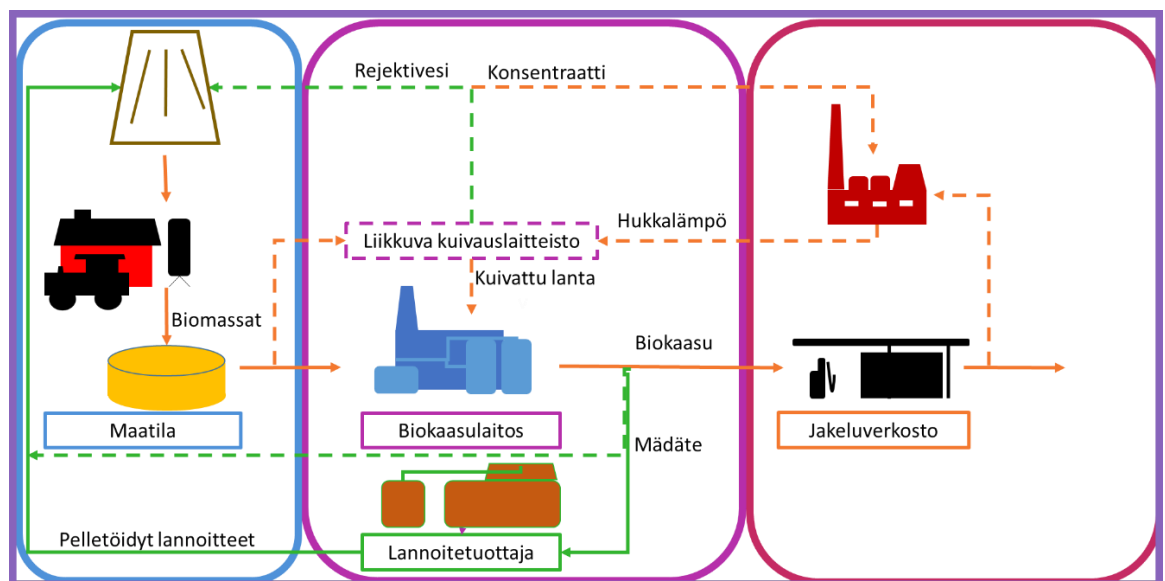 Rejektivesi
Konsentraatti
Hukkalämpö
Liikkuva kuivauslaitteisto
Kuivattu lanta
Biomassat
Biokaasu
Maatila
Biokaasulaitos
Jakeluverkosto
Mädäte
Pelletöidyt lannoitteet
Lannoitetuottaja